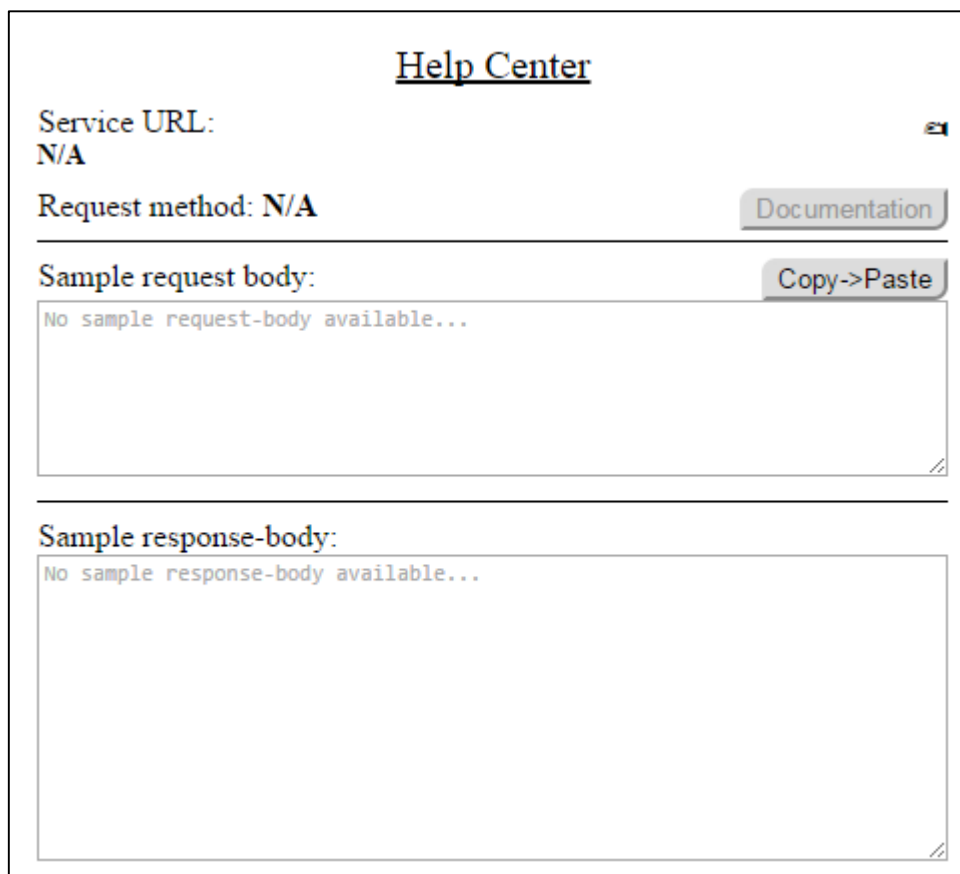 Help Center
Service URL:
N/A
Request method: N/A
Documentation
Sample request body:
Copy->Paste
No sample request-body available...
Sample response-body:
No sample response-body available...